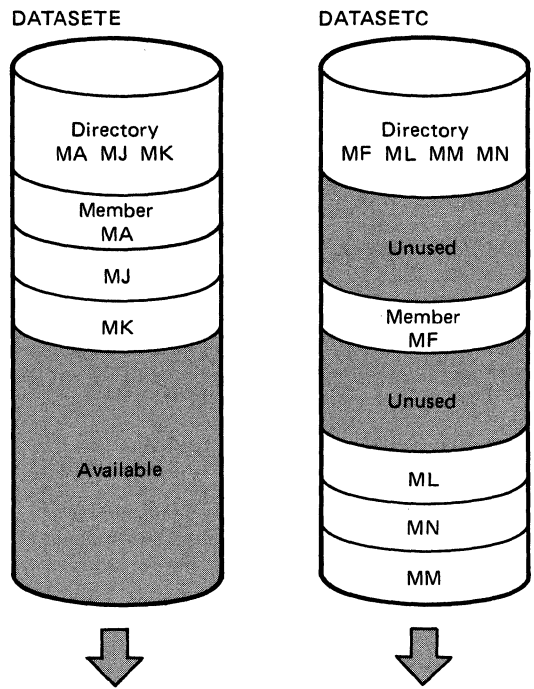 DATASETE
Directory
MA MJ MK
Member
MA
MJ
MK
Available
DATASETC
Directory
MF ML MM MN
Unused
Member
MF
Unused
ML
MN
MM